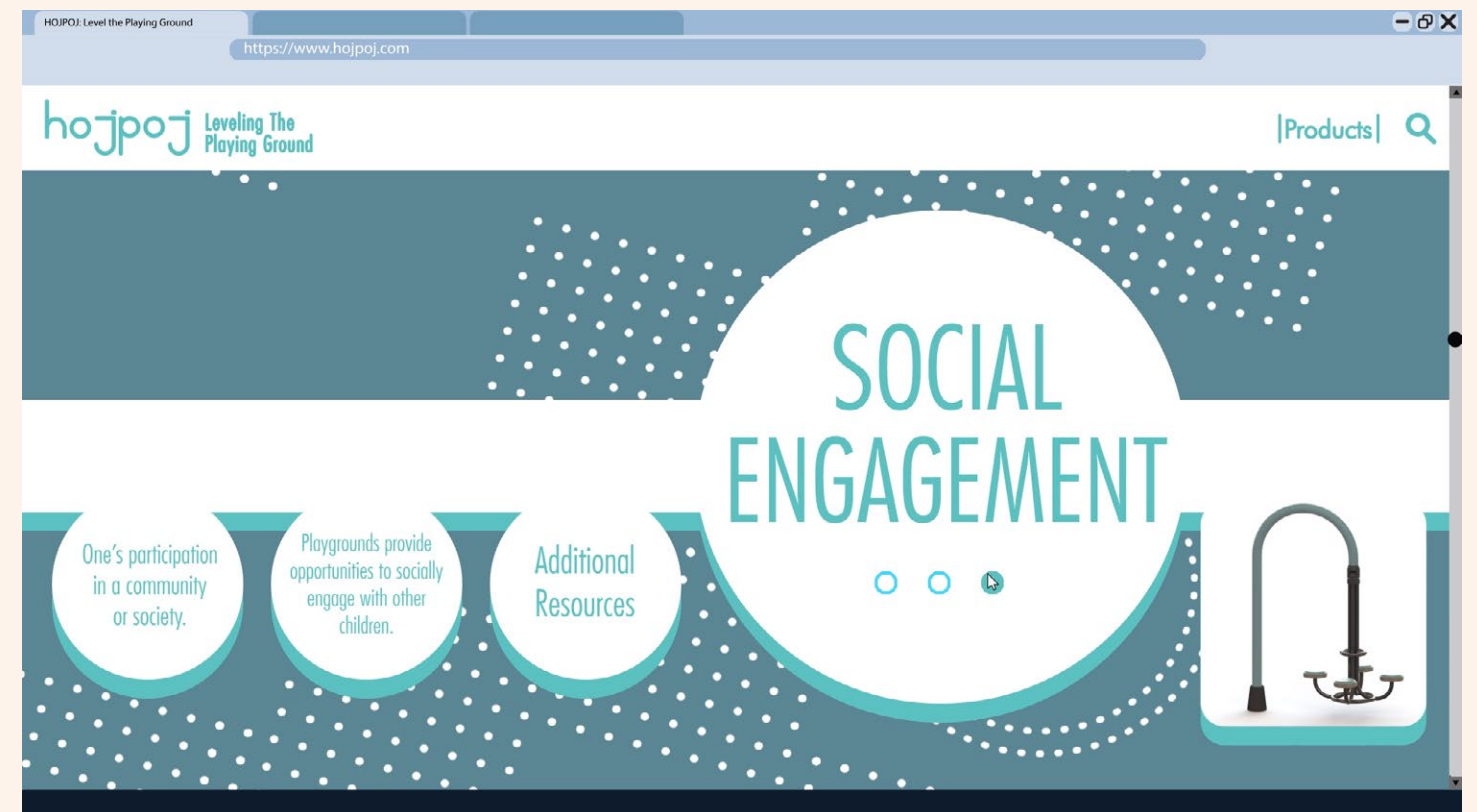 HOJPOJ: Level the Playing Ground
https://www.hojpoj.com
hojpoj
Leveling The
Playing Ground
|Products|
SOCIAL
ENGAGEMENT
One's participation
in a community
or society.
Playgrounds provide
opportunities to socially
engage with other
children.
Additional
Resources